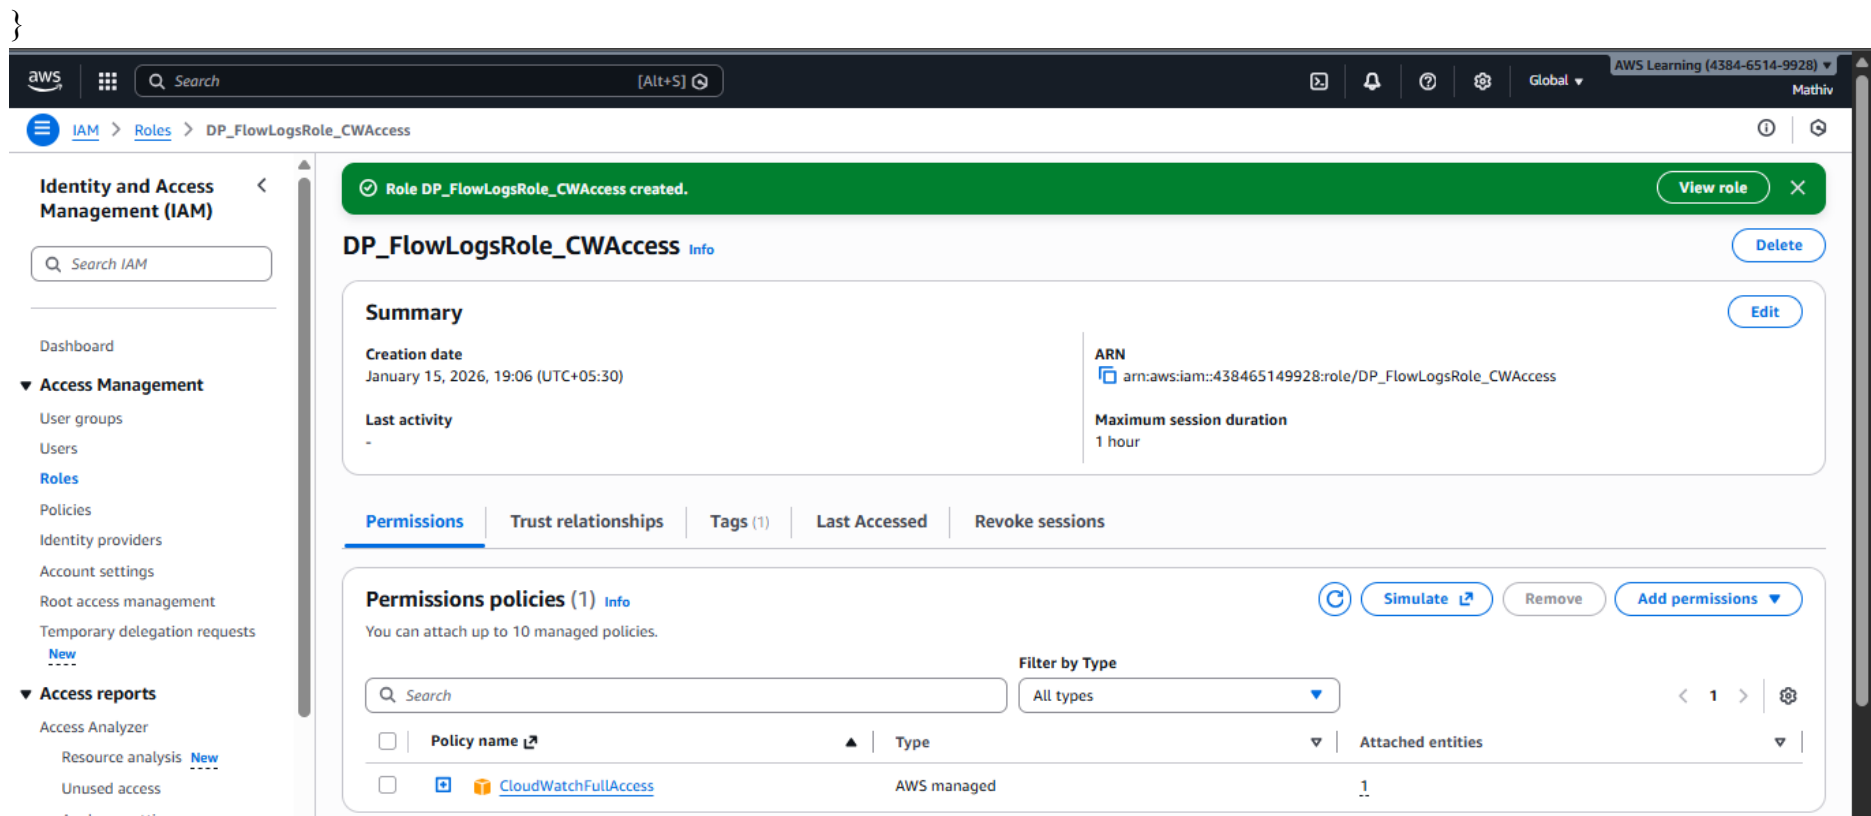 }
aws
Search [Alt+S]
Global
AWS Learning (4384-6514-9928)
Mathiv
IAM > Roles > DP_FlowLogsRole_CWAccess
Identity and Access
Management (IAM)
Search IAM
Dashboard
Access Management
User groups
Users
Roles
Policies
Identity providers
Account settings
Root access management
Temporary delegation requests
New
Access reports
Access Analyzer
Resource analysis New
Unused access
Role DP_FlowLogsRole_CWAccess created.
View role
DP_FlowLogsRole_CWAccess Info
Delete
Summary
Edit
Creation date
January 15, 2026, 19:06 (UTC+05:30)
ARN
arn:aws:iam::438465149928:role/DP_FlowLogsRole_CWAccess
Last activity
-
Maximum session duration
1 hour
Permissions
Trust relationships
Tags (1)
Last Accessed
Revoke sessions
Permissions policies (1) Info
Simulate
Remove
Add permissions
You can attach up to 10 managed policies.
Filter by Type
Search
All types
1
Policy name
Type
Attached entities
CloudWatchFullAccess
AWS managed
1